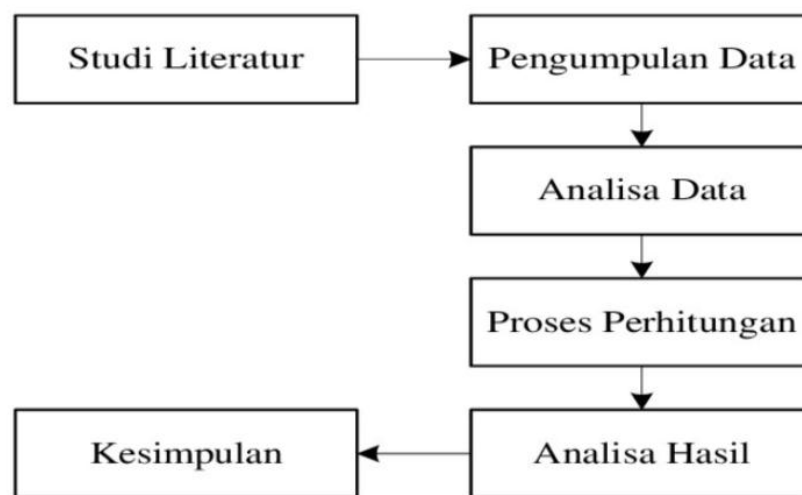 Studi Literatur
Pengumpulan Data
Analisa Data
Proses Perhitungan
Analisa Hasil
Kesimpulan